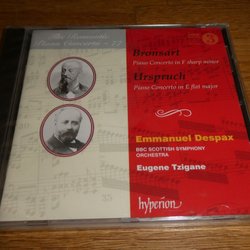 The Romantic
Piano Concerto - 77
Bronsart
Piano Concerto in F sharp minor
Urspruch
Piano Concerto in E flat major
Emmanuel Despax
BBC SCOTTISH SYMPHONY
ORCHESTRA
Eugene Tzigane
hyperion